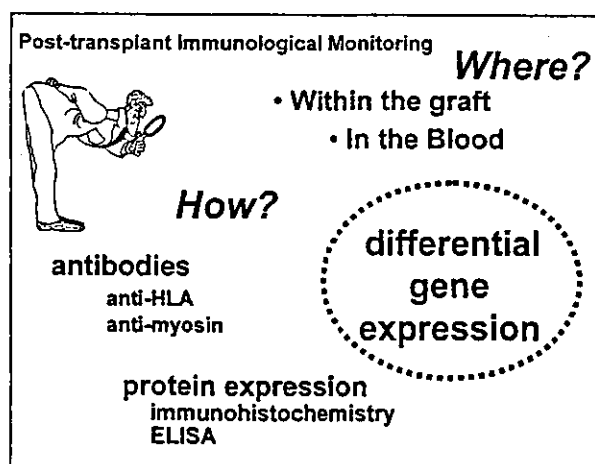 Post-transplant Immunological Monitoring
Where?
• Within the graft
• In the Blood
How?
antibodies
anti-HLA
anti-myosin
differential
gene
expression
protein expression
immunohistochemistry
ELISA